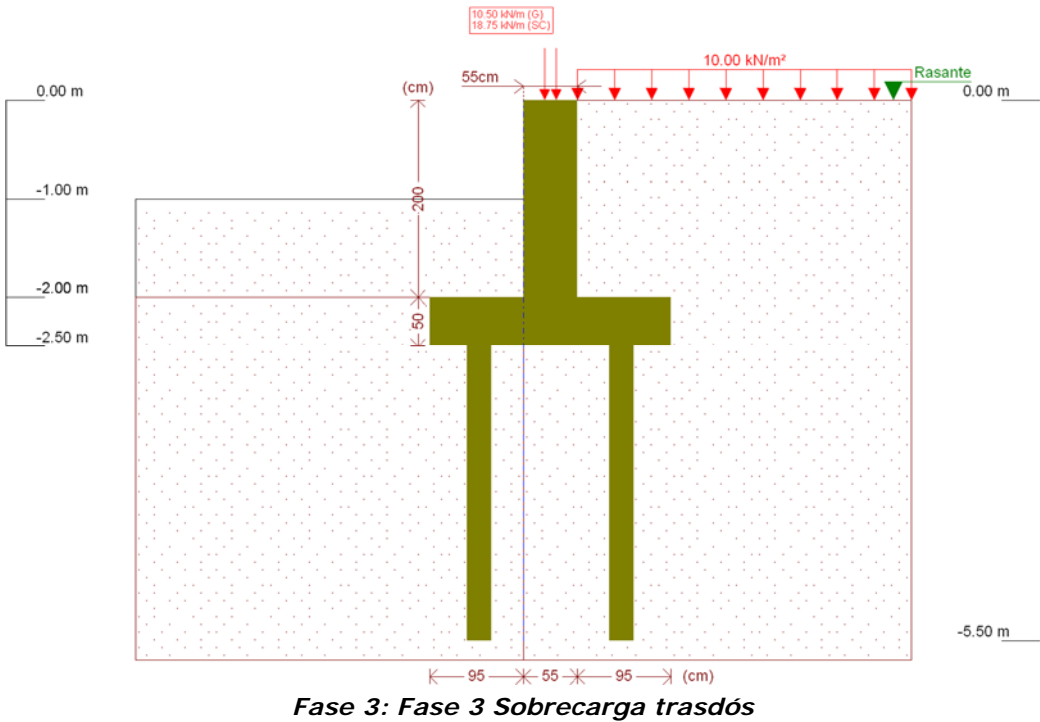 10.50 kN/m (G)
18.75 kN/m (SC)
55cm
10.00 kN/m²
Rasante
(cm)
0.00 m
0.00 m
-1.00 m
200
-2.00 m
50
-2.50 m
-5.50 m
95
55
95
(cm)
Fase 3: Fase 3 Sobrecarga trasdós